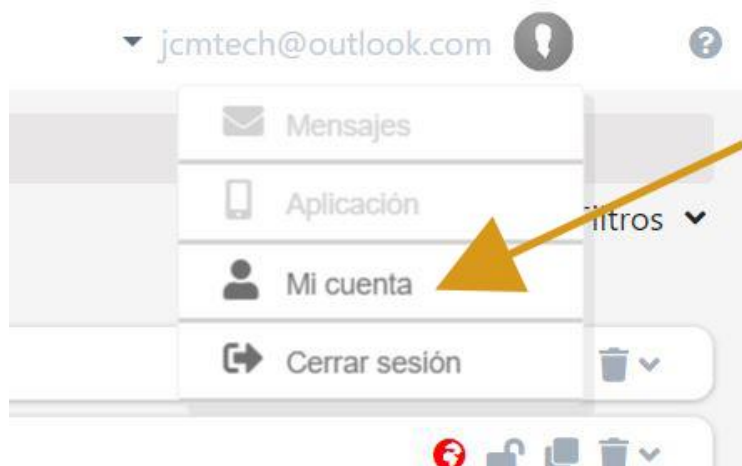 jcmtech@outlook.com
Mensajes
Aplicación
iltros
Mi cuenta
Cerrar sesión